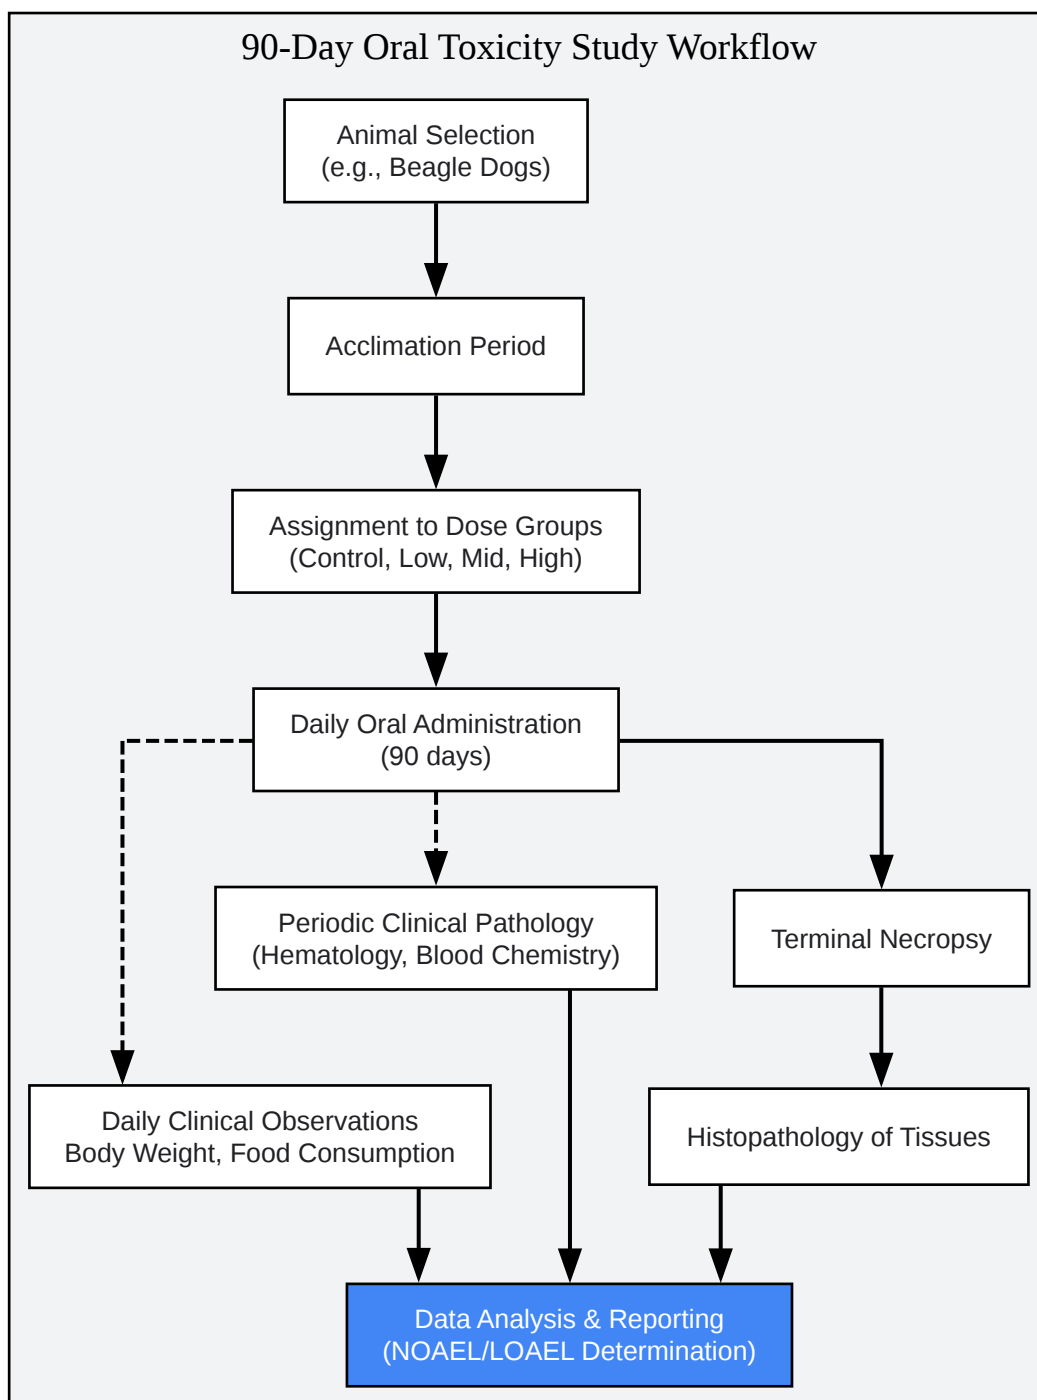 90-Day Oral Toxicity Study Workflow
Animal Selection
(e.g., Beagle Dogs)
Acclimation Period
Assignment to Dose Groups
(Control, Low, Mid, High)
Daily Oral Administration
(90 days)
Periodic Clinical Pathology
(Hematology, Blood Chemistry)
Terminal Necropsy
Daily Clinical Observations
Body Weight, Food Consumption
Histopathology of Tissues
Data Analysis & Reporting
(NOAEL/LOAEL Determination)